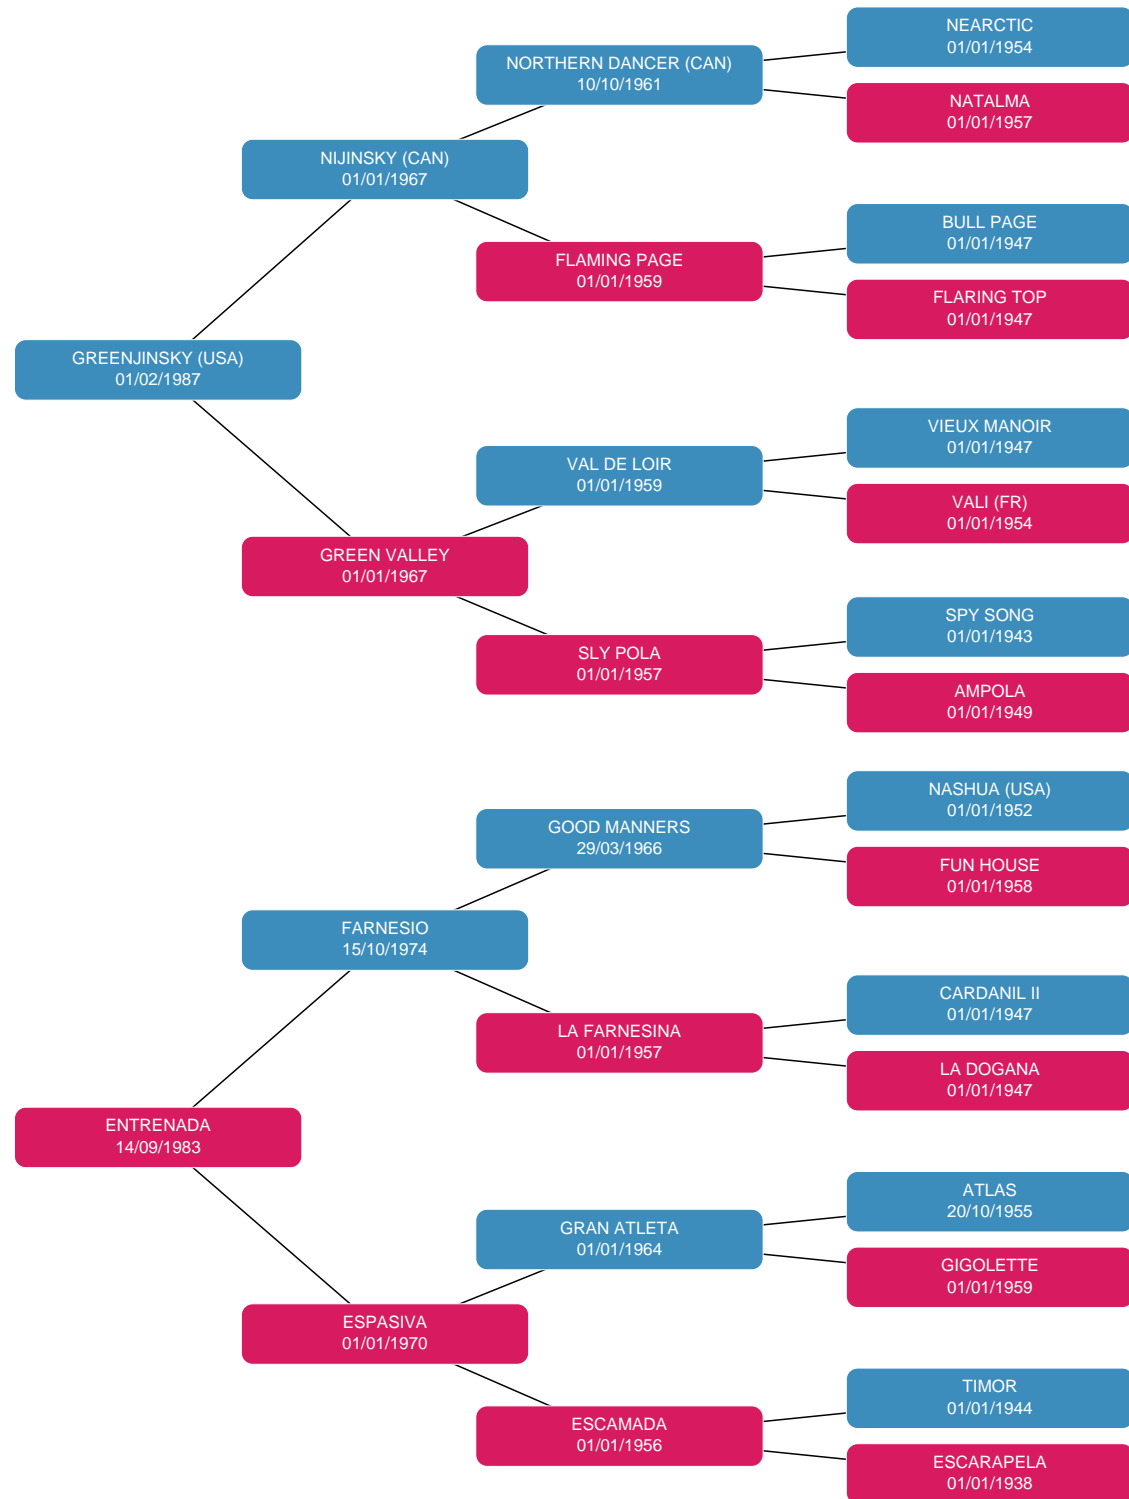 NEARCTIC
01/01/1954
NORTHERN DANCER (CAN)
10/10/1961
NATALMA
01/01/1957
NIJINSKY (CAN)
01/01/1967
BULL PAGE
01/01/1947
FLAMING PAGE
01/01/1959
FLARING TOP
01/01/1947
GREENJINSKY (USA)
01/02/1987
VIEUX MANOIR
01/01/1947
VAL DE LOIR
01/01/1959
VALI (FR)
01/01/1954
GREEN VALLEY
01/01/1967
SPY SONG
01/01/1943
SLY POLA
01/01/1957
AMPOLA
01/01/1949
NASHUA (USA)
01/01/1952
GOOD MANNERS
29/03/1966
FUN HOUSE
01/01/1958
FARNESIO
15/10/1974
CARDANIL II
01/01/1947
LA FARNESINA
01/01/1957
LA DOGANA
01/01/1947
ENTRENADA
14/09/1983
ATLAS
20/10/1955
GRAN ATLETA
01/01/1964
GIGOLETTE
01/01/1959
ESPASIVA
01/01/1970
TIMOR
01/01/1944
ESCAMADA
01/01/1956
ESCARAPELA
01/01/1938